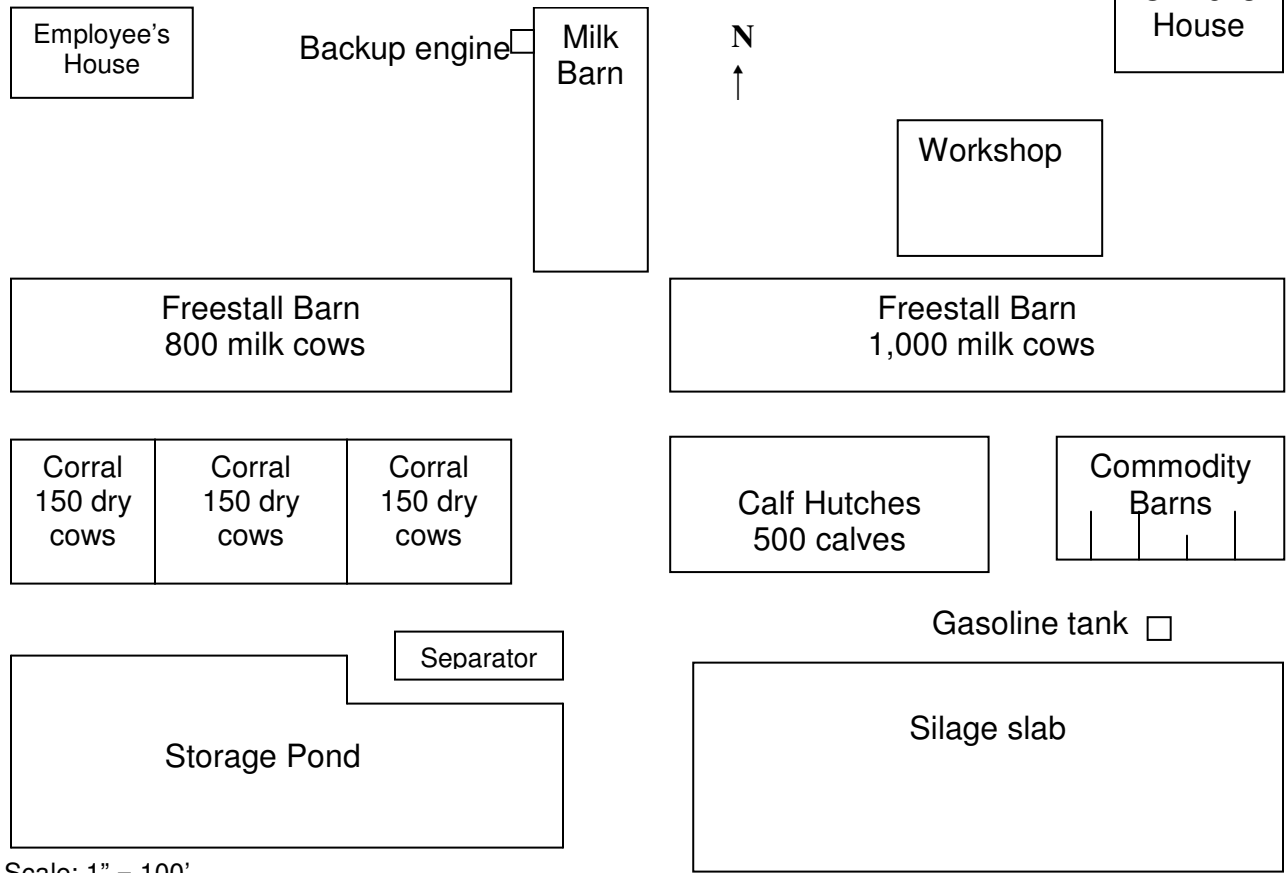 Employee's
House
Backup engine
Milk
Barn
N
House
Workshop
Freestall Barn
800 milk cows
Freestall Barn
1,000 milk cows
Corral
150 dry
cows
Corral
150 dry
cows
Corral
150 dry
cows
Calf Hutches
500 calves
Commodity
Barns
Gasoline tank
Separator
Storage Pond
Silage slab
Scale: 1" = 100'